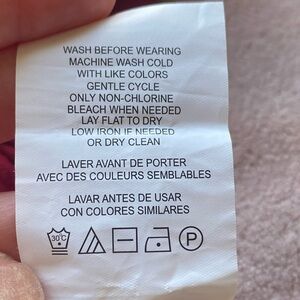 WASH BEFORE WEARING
MACHINE WASH COLD
WITH LIKE COLORS
GENTLE CYCLE
ONLY NON-CHLORINE
BLEACH WHEN NEEDED
LAY FLAT TO DRY
LOW IRON IF NEEDED
OR DRY CLEAN
LAVER AVANT DE PORTER
AVEC DES COULEURS SEMBLABLES
LAVAR ANTES DE USAR
CON COLORES SIMILARES
30°C P